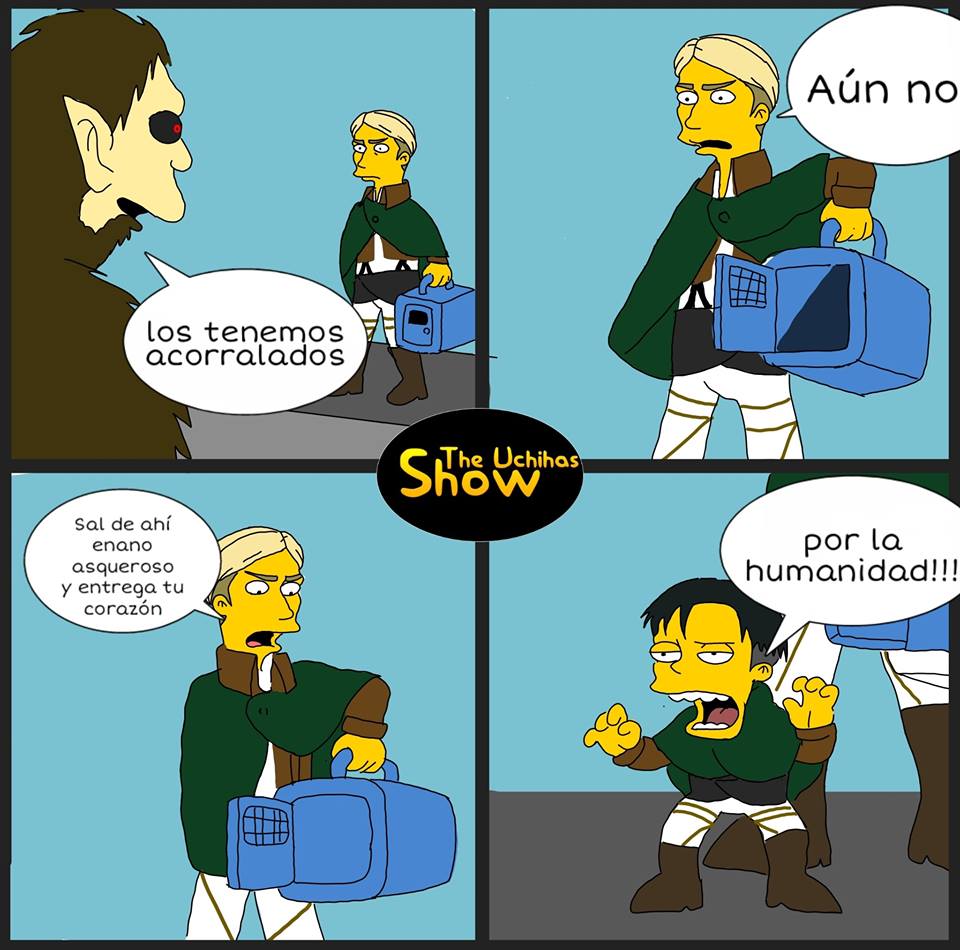 los tenemos
acorralados
Aún no
The Uchihas
Show
Sal de ahí
enano
asqueroso
y entrega tu
corazón
por la
humanidad!!!